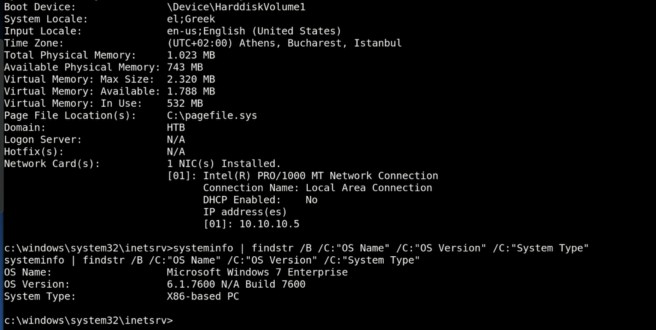 Boot Device:               \Device\HarddiskVolume1
System Locale:             el;Greek
Input Locale:              en-us;English (United States)
Time Zone:                 (UTC+02:00) Athens, Bucharest, Istanbul
Total Physical Memory:     1.023 MB
Available Physical Memory: 743 MB
Virtual Memory: Max Size:  2.320 MB
Virtual Memory: Available: 1.788 MB
Virtual Memory: In Use:    532 MB
Page File Location(s):     C:\pagefile.sys
Domain:                    HTB
Logon Server:              N/A
Hotfix(s):                 N/A
Network Card(s):           1 NIC(s) Installed.
                           [01]: Intel(R) PRO/1000 MT Network Connection
                                 Connection Name: Local Area Connection
                                 DHCP Enabled:    No
                                 IP address(es)
                                 [01]: 10.10.10.5
c:\windows\system32\inetsrv>systeminfo | findstr /B /C:"OS Name" /C:"OS Version" /C:"System Type"
systeminfo | findstr /B /C:"OS Name" /C:"OS Version" /C:"System Type"
OS Name:                   Microsoft Windows 7 Enterprise
OS Version:                6.1.7600 N/A Build 7600
System Type:               X86-based PC
c:\windows\system32\inetsrv>